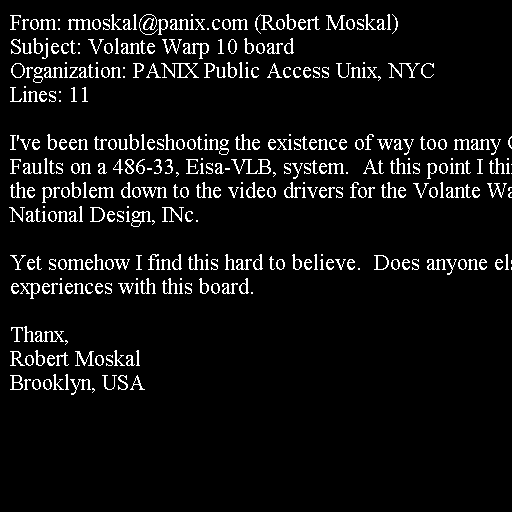 From: rmoskal@panix.com (Robert Moskal)
Subject: Volante Warp 10 board
Organization: PANIX Public Access Unix, NYC
Lines: 11

I've been troubleshooting the existence of way too many
Faults on a 486-33, Eisa-VLB, system.  At this point I
the problem down to the video drivers for the Volante
National Design, INc.

Yet somehow I find this hard to believe.  Does anyone
experiences with this board.

Thanx,
Robert Moskal
Brooklyn, USA